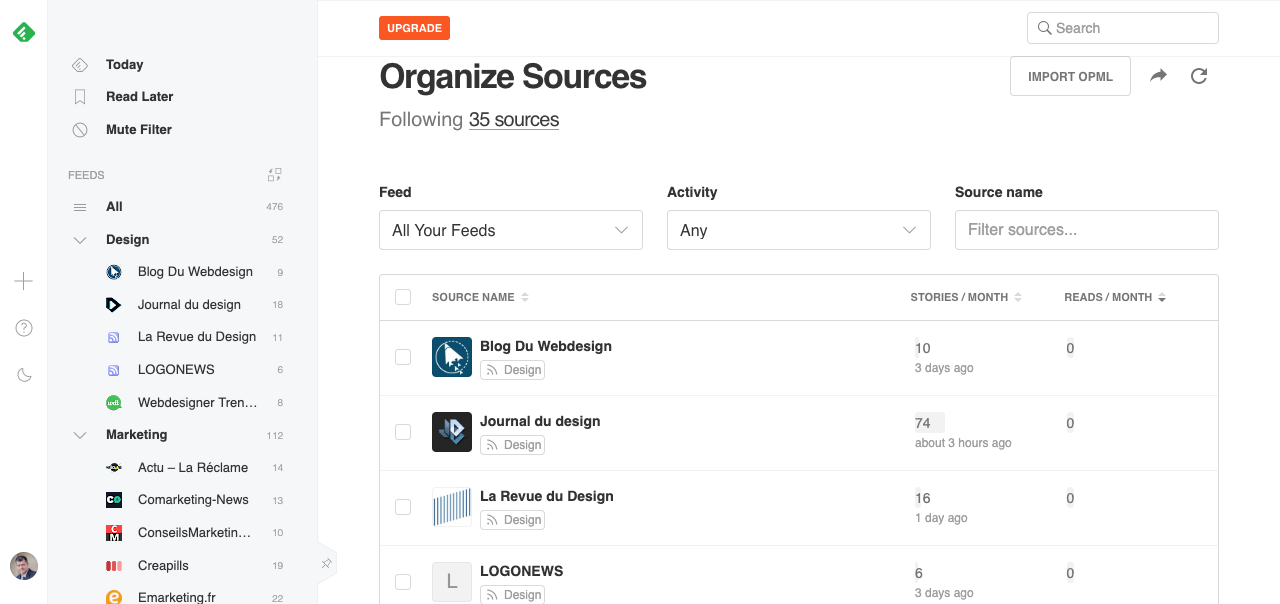 UPGRADE
Search
Today
Read Later
Mute Filter
FEEDS
All 476
Design 52
Blog Du Webdesign 9
Journal du design 18
La Revue du Design 11
LOGONEWS 6
Webdesigner Tren... 8
Marketing 112
Actu – La Réclame 14
Comarketing-News 13
ConseilsMarketin... 10
Creapills 19
Emarketing.fr 22
Organize Sources
IMPORT OPML
Following 35 sources
Feed Activity Source name
All Your Feeds Any Filter sources...
SOURCE NAME STORIES / MONTH READS / MONTH
Blog Du Webdesign 10 0
Design 3 days ago
Journal du design 74 0
Design about 3 hours ago
La Revue du Design 16 0
Design 1 day ago
L LOGONEWS 6 0
Design 3 days ago